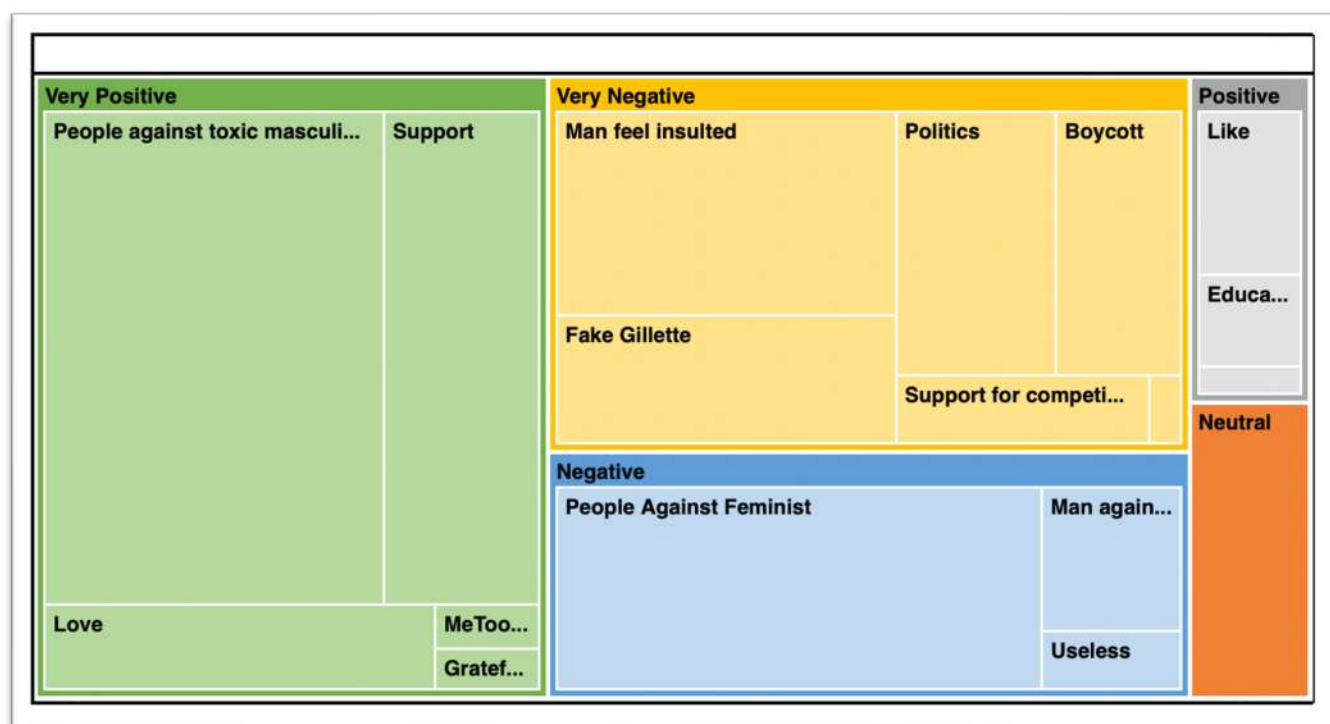 Very Positive
People against toxic masculi...
Support
Love
MeToo...
Gratef...
Very Negative
Man feel insulted
Politics
Boycott
Fake Gillette
Support for competi...
Negative
People Against Feminist
Man again...
Useless
Positive
Like
Educa...
Neutral